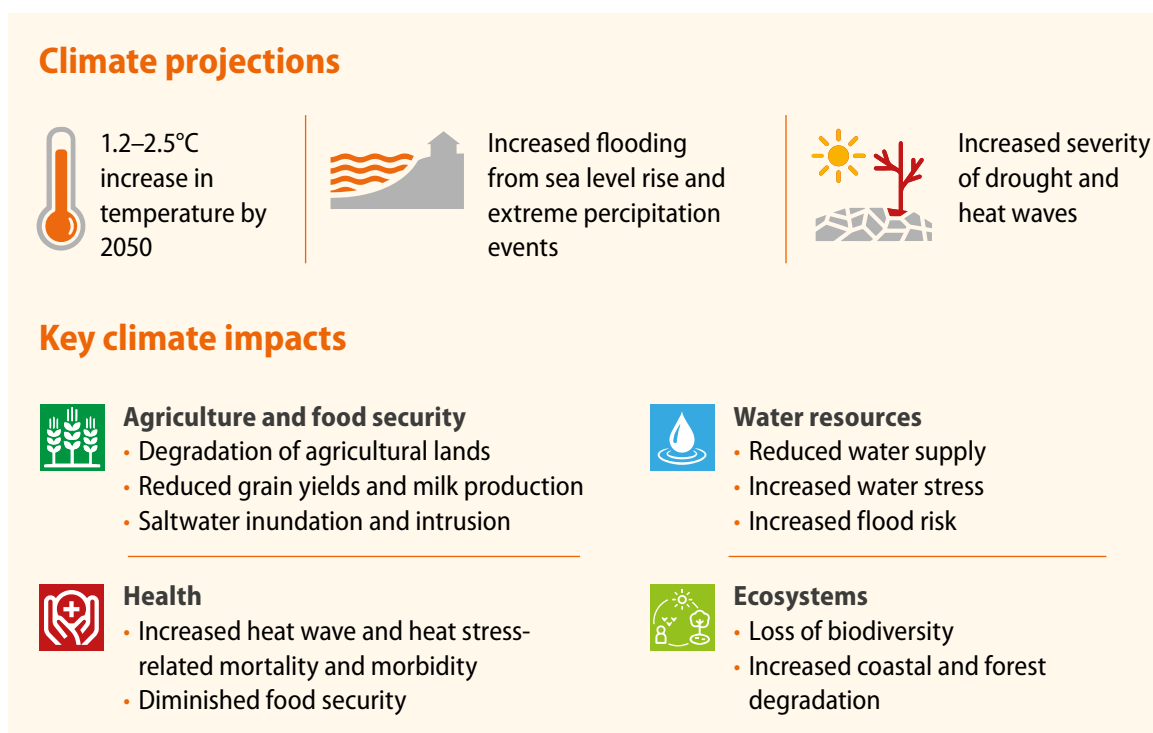 Climate projections
1.2–2.5°C
increase in
temperature by
2050
Increased flooding
from sea level rise and
extreme percipitation
events
Increased severity
of drought and
heat waves
Key climate impacts
Agriculture and food security
• Degradation of agricultural lands
• Reduced grain yields and milk production
• Saltwater inundation and intrusion
Water resources
• Reduced water supply
• Increased water stress
• Increased flood risk
Health
• Increased heat wave and heat stress-
related mortality and morbidity
• Diminished food security
Ecosystems
• Loss of biodiversity
• Increased coastal and forest
degradation